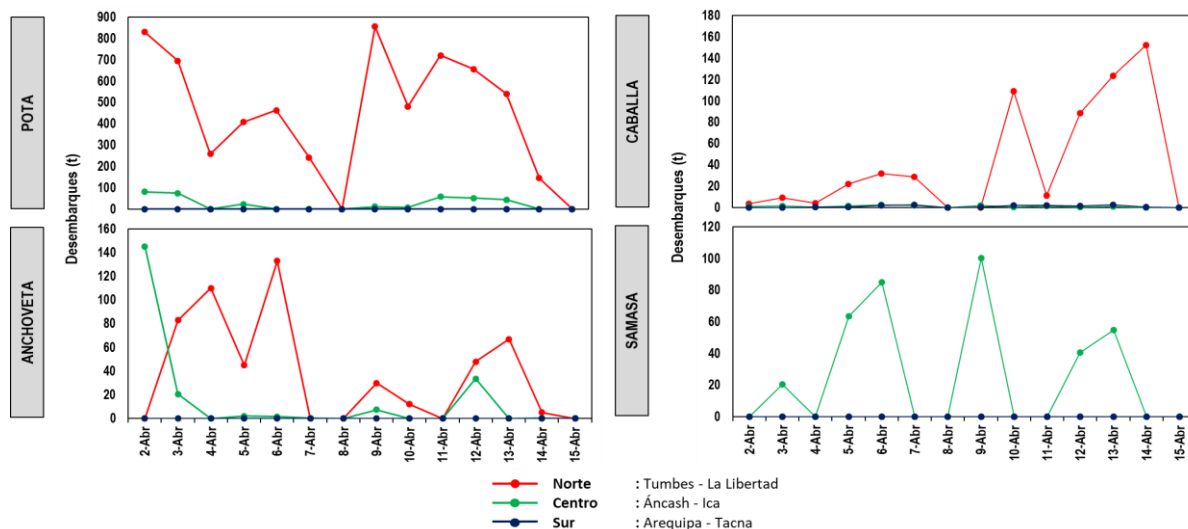 POTA
Desembarques (t)
900
800
700
600
500
400
300
200
100
0
CABALLA
Desembarques (t)
180
160
140
120
100
80
60
40
20
0
ANCHOVETA
160
140
120
100
80
60
40
20
0
2-Abr
3-Abr
4-Abr
5-Abr
6-Abr
7-Abr
8-Abr
9-Abr
10-Abr
11-Abr
12-Abr
13-Abr
14-Abr
15-Abr
SAMASA
120
100
80
60
40
20
0
2-Abr
3-Abr
4-Abr
5-Abr
6-Abr
7-Abr
8-Abr
9-Abr
10-Abr
11-Abr
12-Abr
13-Abr
14-Abr
15-Abr
Norte : Tumbes - La Libertad
Centro : Áncash - Ica
Sur : Arequipa - Tacna